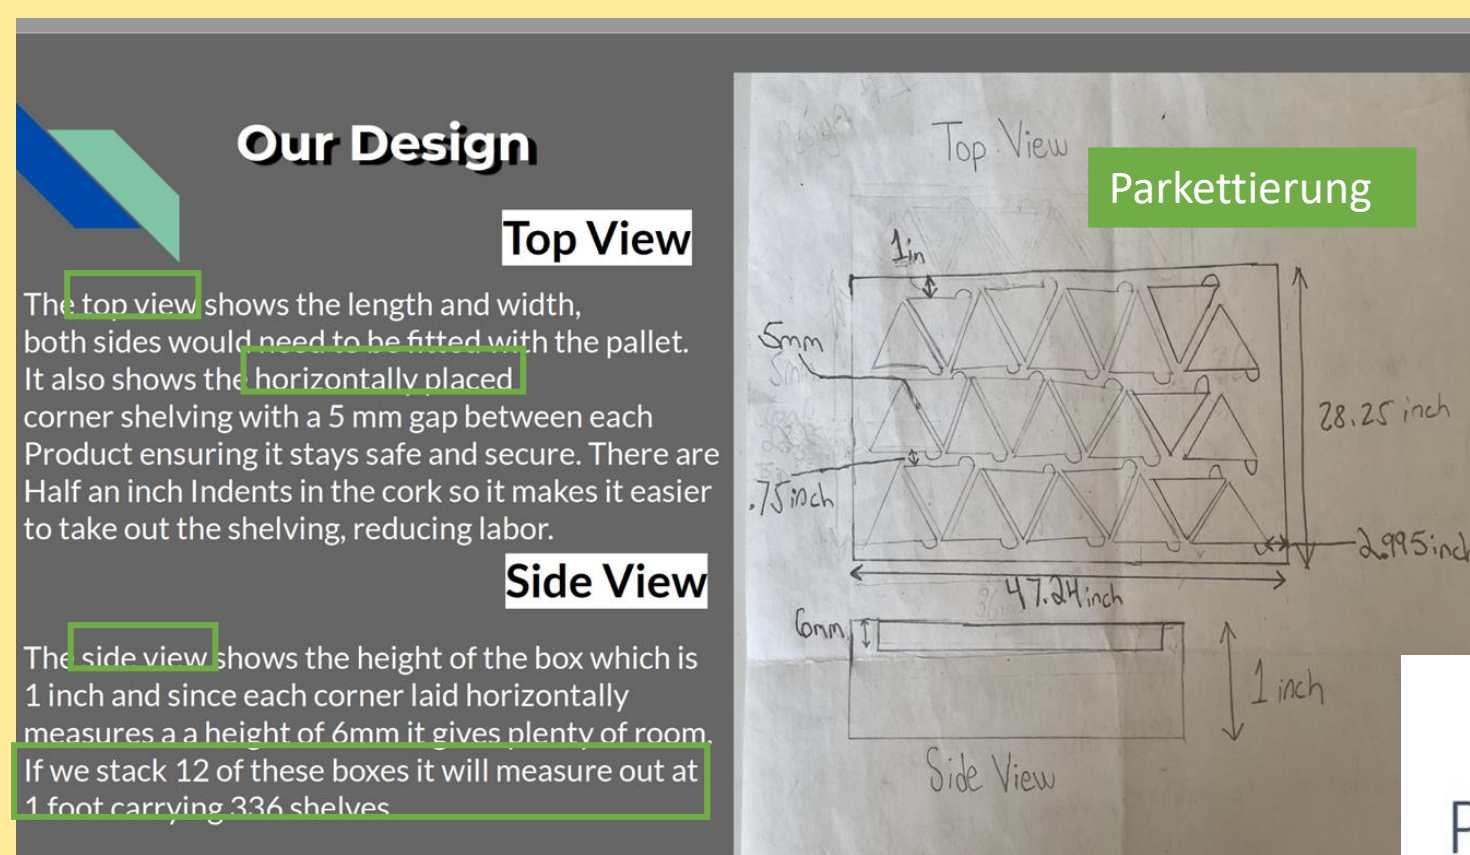 Our Design
Top View
The top view shows the length and width,
both sides would need to be fitted with the pallet.
It also shows the horizontally placed
corner shelving with a 5 mm gap between each
Product ensuring it stays safe and secure. There are
Half an inch Indents in the cork so it makes it easier
to take out the shelving, reducing labor.
Side View
The side view shows the height of the box which is
1 inch and since each corner laid horizontally
measures a a height of 6mm it gives plenty of room.
If we stack 12 of these boxes it will measure out at
1 foot carrying 336 shelves.
Top View
Parkettierung
1in
5mm
28.25 inch
.75inch
2.995inch
47.24inch
6mm
1 inch
Side View
P